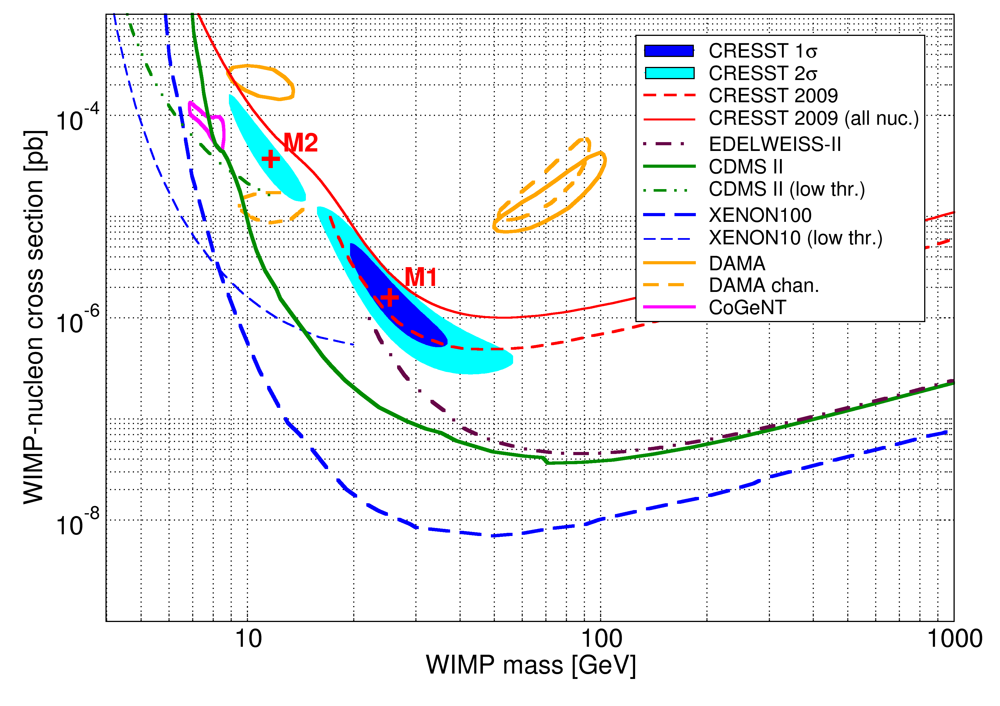 WIMP-nucleon cross section [pb]
10^-4
10^-6
10^-8
M2
M1
CRESST 1σ
CRESST 2σ
CRESST 2009
CRESST 2009 (all nuc.)
EDELWEISS-II
CDMS II
CDMS II (low thr.)
XENON100
XENON10 (low thr.)
DAMA
DAMA chan.
CoGeNT
10 100 1000
WIMP mass [GeV]